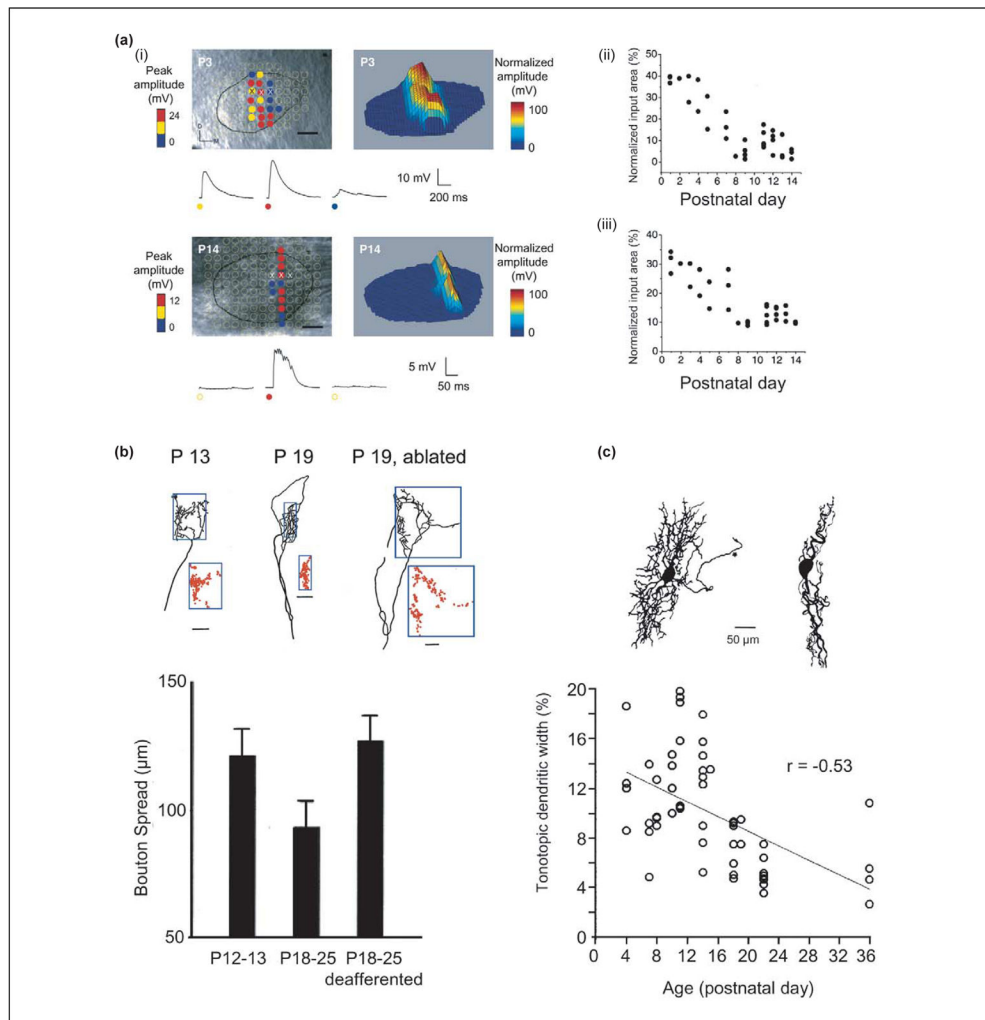 (a)
(i)
Peak
amplitude
(mV)
24
0
P3
D
P3
Normalized
amplitude
(mV)
100
0
10 mV
200 ms
Peak
amplitude
(mV)
12
0
P14
X X X
P14
Normalized
amplitude
(mV)
100
0
5 mV
50 ms
(ii)
Normalized input area (%)
50
40
30
20
10
0
0 2 4 6 8 10 12 14
Postnatal day
(iii)
Normalized input area (%)
40
30
20
10
0
0 2 4 6 8 10 12 14
Postnatal day
(b)
P 13 P 19 P 19, ablated
Bouton Spread (µm)
150
100
50
P12-13 P18-25 P18-25
deafferented
(c)
50 µm
Tonotopic dendritic width (%)
20
16
12
8
4
0
r = -0.53
0 4 8 12 16 20 24 28 32 36
Age (postnatal day)